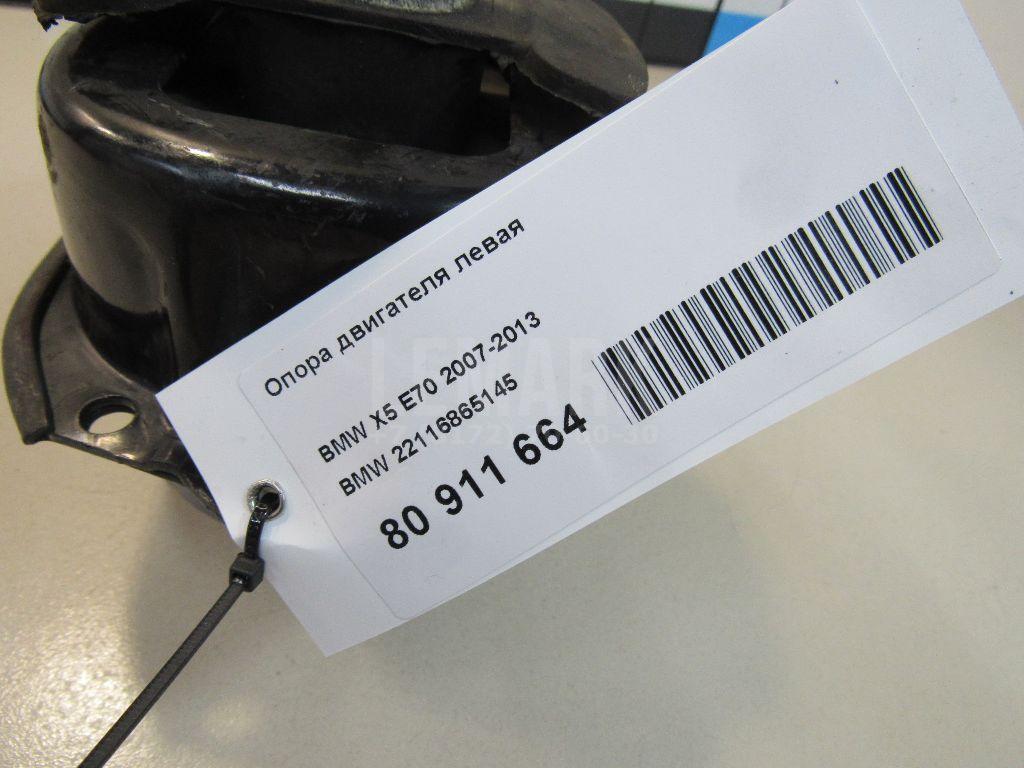 Опора двигателя левая
BMW X5 E70 2007-2013
BMW 22116865145
80 911 664